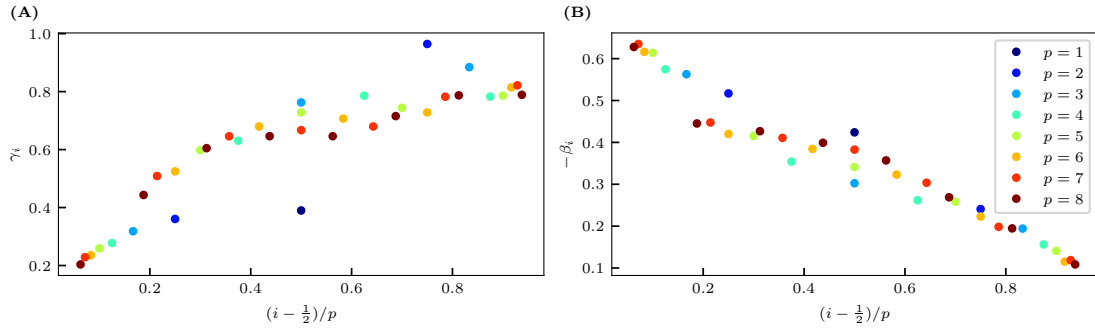 (A)
1.0
0.8
0.6
0.4
0.2
γ_i
0.2 0.4 0.6 0.8
(i − 1/2)/p
(B)
0.6
0.5
0.4
0.3
0.2
0.1
−β_i
0.2 0.4 0.6 0.8
(i − 1/2)/p
p = 1
p = 2
p = 3
p = 4
p = 5
p = 6
p = 7
p = 8